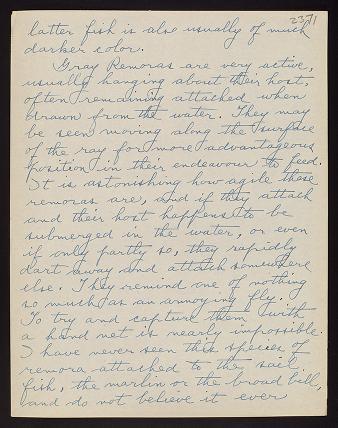 2371
latter fish is also usually of much
darker color.
Gray Remoras are very active,
usually hanging about their host,
often remaining attached when
drawn from the water. They may
be seen moving along the surface
of the ray for more advantageous
position in their endeavour to feed.
It is astonishing how agile these
remoras are, and if they attach
and their host happens to be
submerged in the water, or even
if only partly so, they rapidly
dart away and attach somewhere
else. They remind one of nothing
so much as an annoying fly.
To try and capture them with
a hand net is nearly impossible.
I have never seen this species of
remora attached to the sail
fish, the marlin or the broad bill,
and do not believe it ever